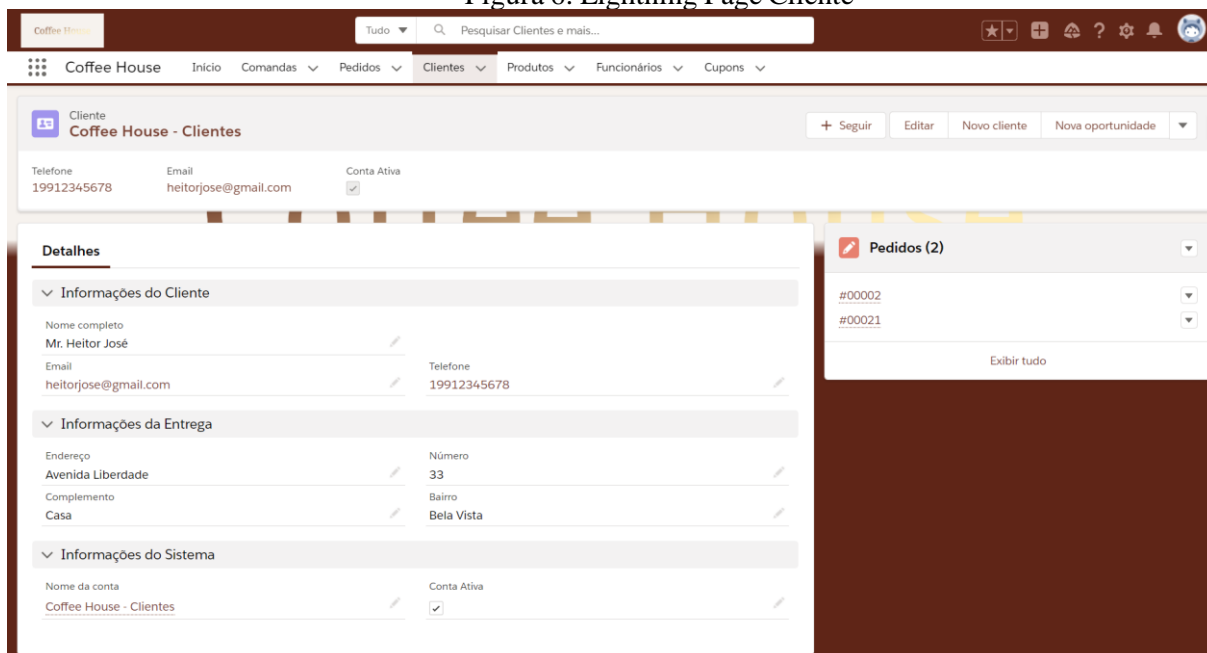 Figura 6: Lightning Page Cliente
Coffee House
Tudo
Pesquisar Clientes e mais...
Coffee House Início Comandas Pedidos Clientes Produtos Funcionários Cupons
Cliente
Coffee House - Clientes
+ Seguir Editar Novo cliente Nova oportunidade
Telefone Email Conta Ativa
19912345678 heitorjose@gmail.com
Detalhes
Informações do Cliente
Nome completo
Mr. Heitor José
Email Telefone
heitorjose@gmail.com 19912345678
Informações da Entrega
Endereço Número
Avenida Liberdade 33
Complemento Bairro
Casa Bela Vista
Informações do Sistema
Nome da conta Conta Ativa
Coffee House - Clientes
Pedidos (2)
#00002
#00021
Exibir tudo